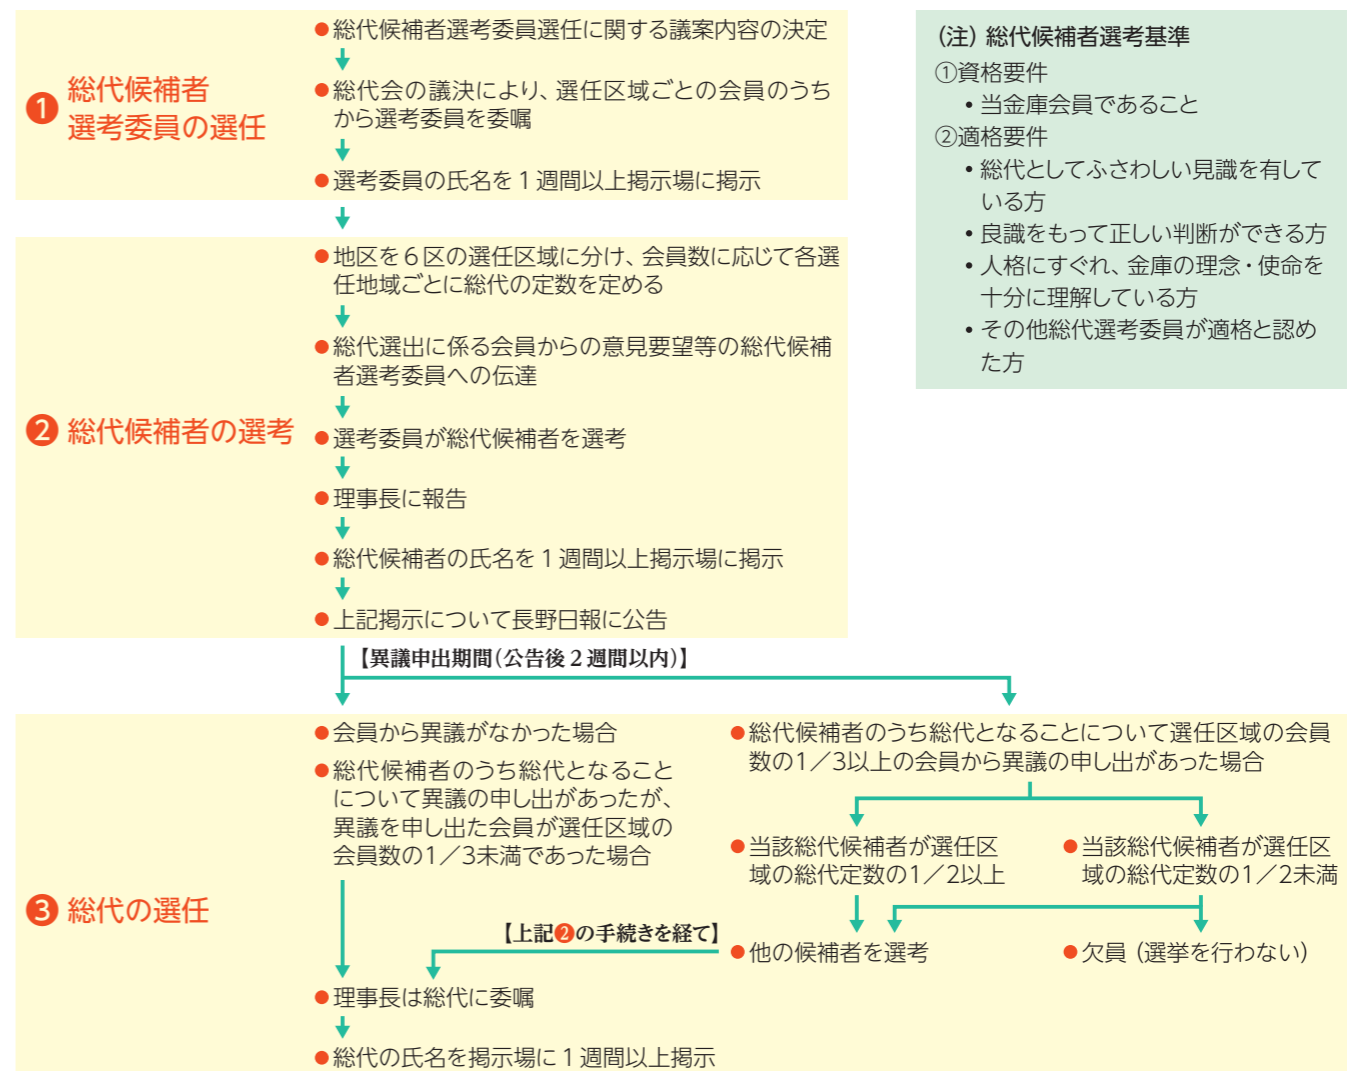 ❶ 総代候補者
選考委員の選任
●総代候補者選考委員選任に関する議案内容の決定
●総代会の議決により、選任区域ごとの会員のうち
から選考委員を委嘱
●選考委員の氏名を1週間以上掲示場に掲示
❷ 総代候補者の選考
●地区を6区の選任区域に分け、会員数に応じて各選
任地域ごとに総代の定数を定める
●総代選出に係る会員からの意見要望等の総代候補
者選考委員への伝達
●選考委員が総代候補者を選考
●理事長に報告
●総代候補者の氏名を1週間以上掲示場に掲示
●上記掲示について長野日報に公告
【異議申出期間(公告後2週間以内)】
❸ 総代の選任
●会員から異議がなかった場合
●総代候補者のうち総代となること
について異議の申し出があったが、
異議を申し出た会員が選任区域の
会員数の1/3未満であった場合
●総代候補者のうち総代となることについて選任区域の会員
数の1/3以上の会員から異議の申し出があった場合
●当該総代候補者が選任区
域の総代定数の1/2以上
●当該総代候補者が選任区
域の総代定数の1/2未満
【上記❷の手続きを経て】
●他の候補者を選考
●欠員(選挙を行わない)
●理事長は総代に委嘱
●総代の氏名を掲示場に1週間以上掲示
(注)総代候補者選考基準
①資格要件
・当金庫会員であること
②適格要件
・総代としてふさわしい見識を有して
いる方
・良識をもって正しい判断ができる方
・人格にすぐれ、金庫の理念・使命を
十分に理解している方
・その他総代選考委員が適格と認め
た方